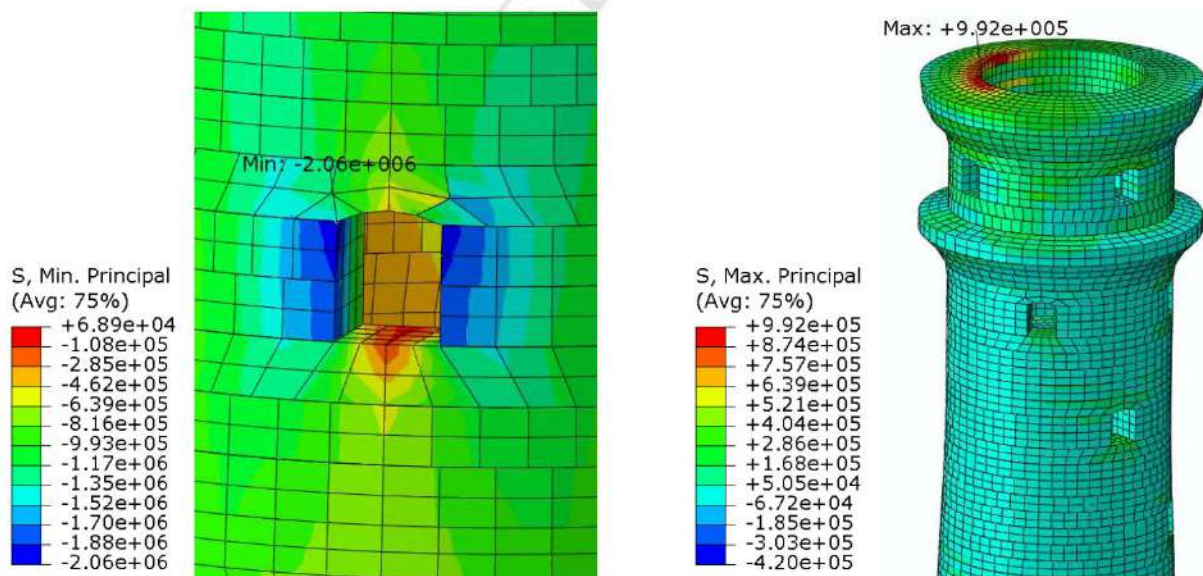 Min: -2.06e+006
S, Min. Principal
(Avg: 75%)
+6.89e+04
-1.08e+05
-2.85e+05
-4.62e+05
-6.39e+05
-8.16e+05
-9.93e+05
-1.17e+06
-1.35e+06
-1.52e+06
-1.70e+06
-1.88e+06
-2.06e+06
Max: +9.92e+005
S, Max. Principal
(Avg: 75%)
+9.92e+05
+8.74e+05
+7.57e+05
+6.39e+05
+5.21e+05
+4.04e+05
+2.86e+05
+1.68e+05
+5.05e+04
-6.72e+04
-1.85e+05
-3.03e+05
-4.20e+05